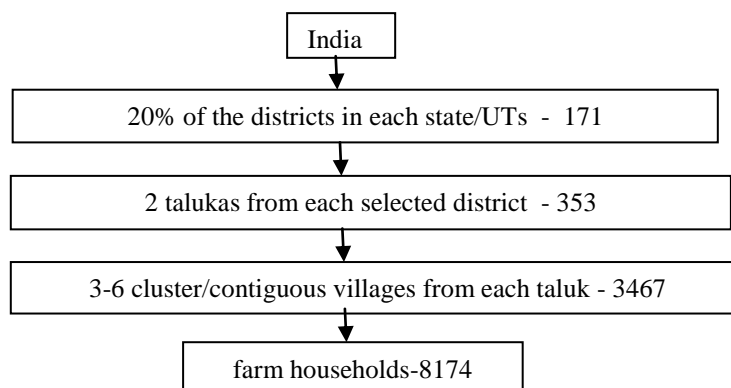 India
20% of the districts in each state/UTs - 171
2 talukas from each selected district - 353
3-6 cluster/contiguous villages from each taluk - 3467
farm households-8174